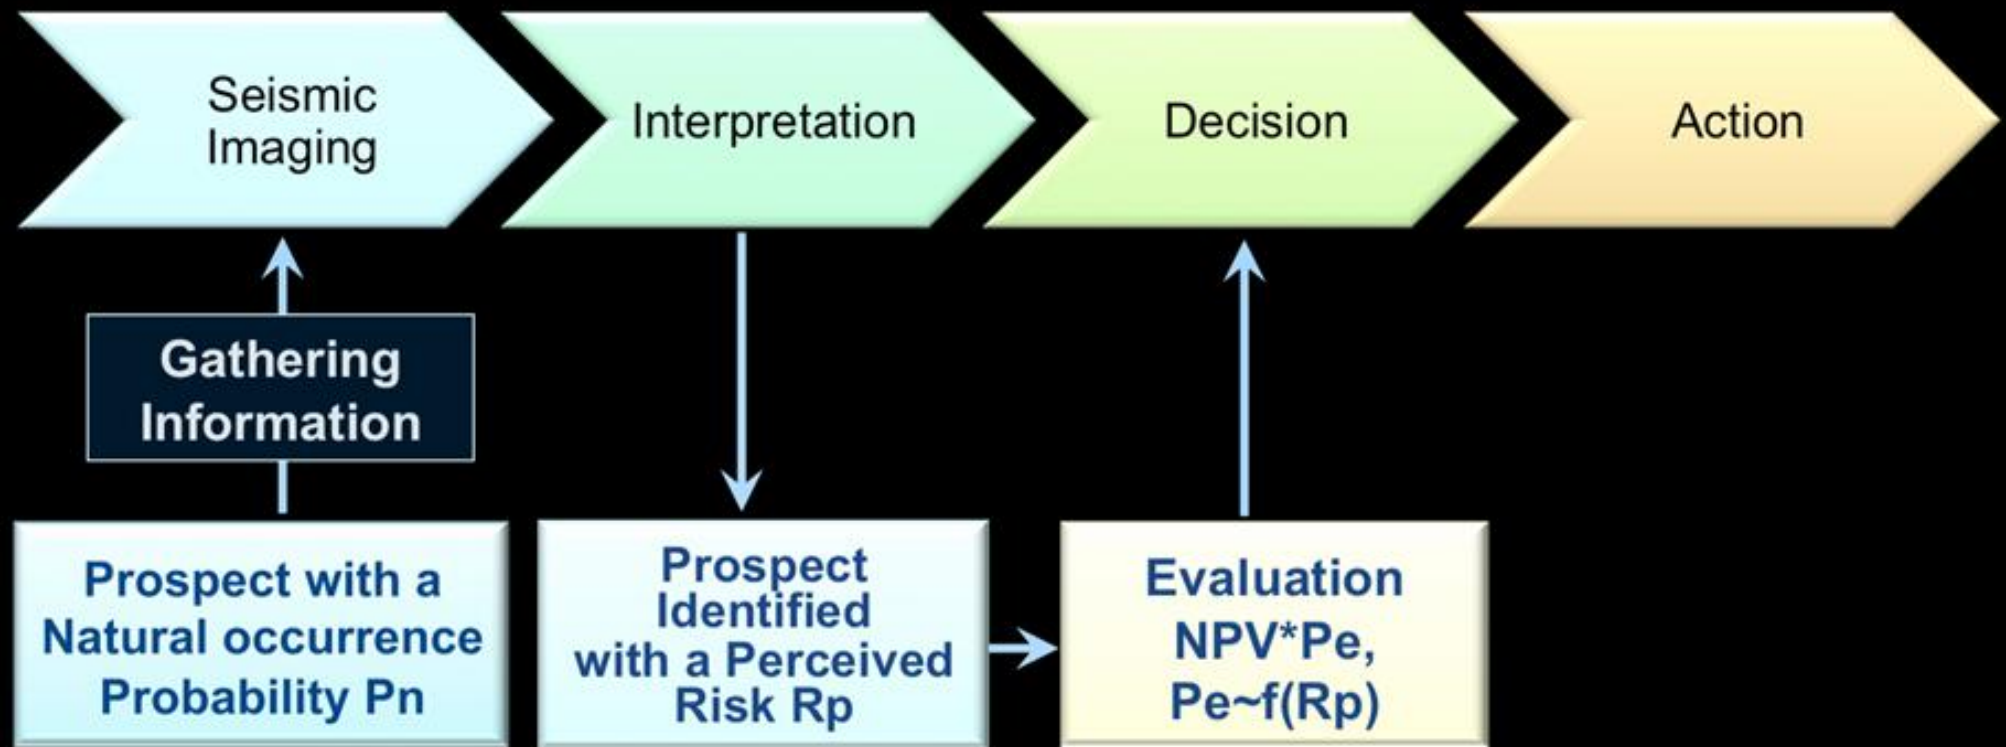 Seismic
Imaging
Interpretation
Decision
Action
Gathering
Information
Prospect with a
Natural occurrence
Probability Pn
Prospect
Identified
with a Perceived
Risk Rp
Evaluation
NPV*Pe,
Pe~f(Rp)